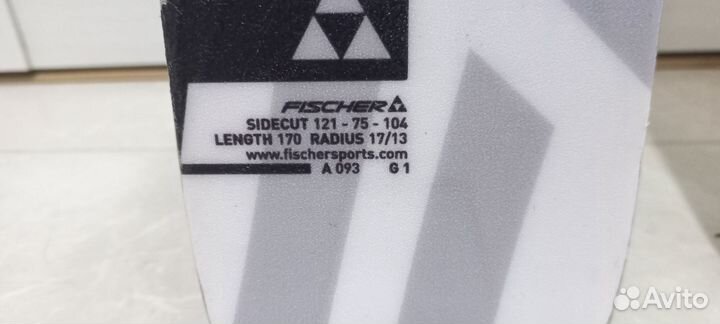 FISCHER
SIDECUT 121 - 75 - 104
LENGTH 170 RADIUS 17/13
www.fischersports.com
A 093 G 1
Avito